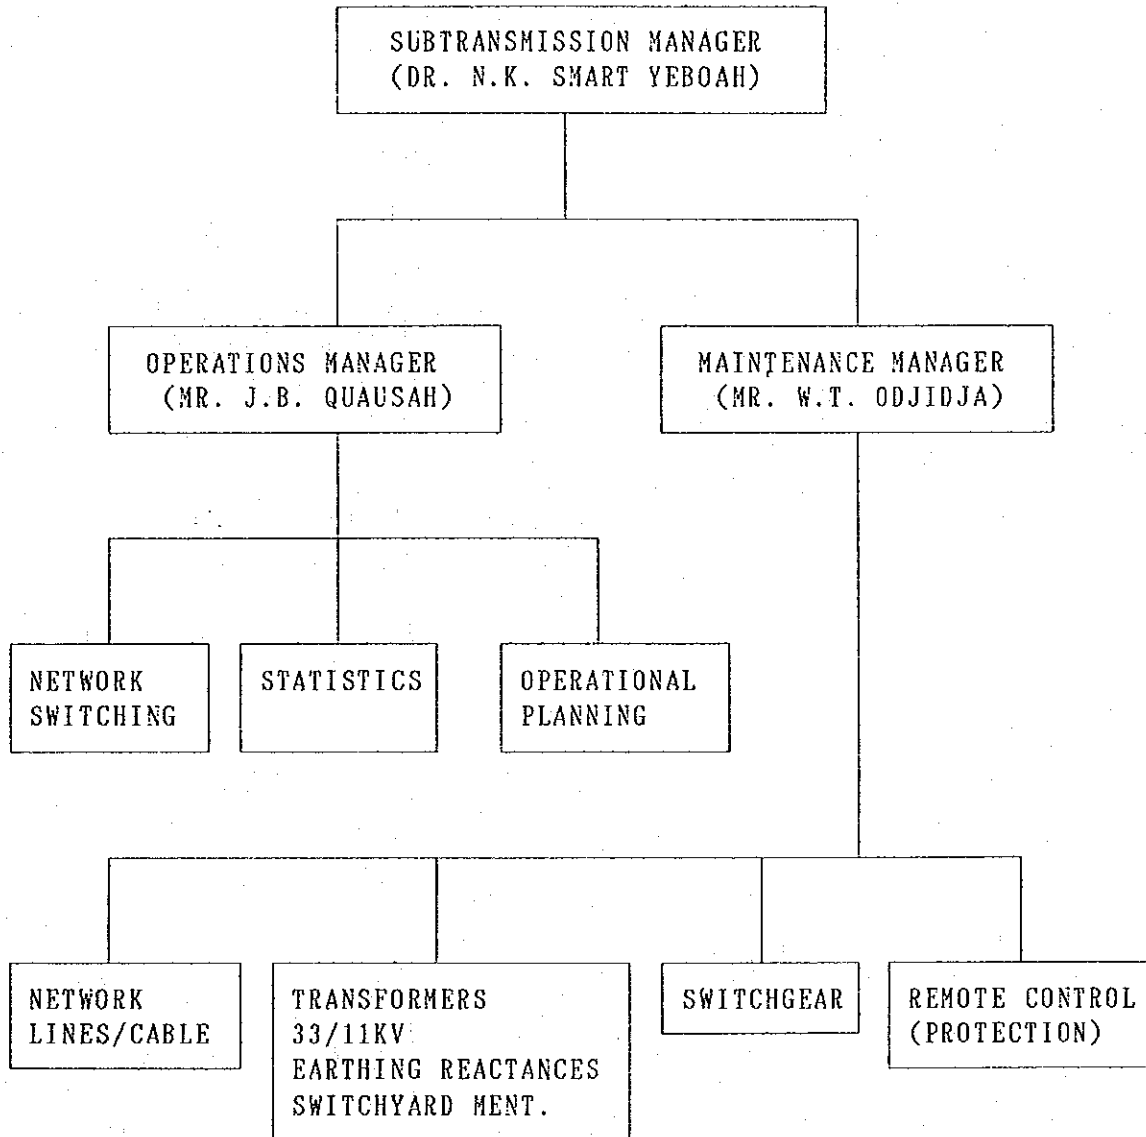 SUBTRANSMISSION MANAGER
(DR. N.K. SMART YEBOAH)
OPERATIONS MANAGER
(MR. J.B. QUAUSAH)
MAINTENANCE MANAGER
(MR. W.T. ODJIDJA)
NETWORK
SWITCHING
STATISTICS
OPERATIONAL
PLANNING
NETWORK
LINES/CABLE
TRANSFORMERS
33/11KV
EARTHING REACTANCES
SWITCHYARD MENT.
SWITCHGEAR
REMOTE CONTROL
(PROTECTION)